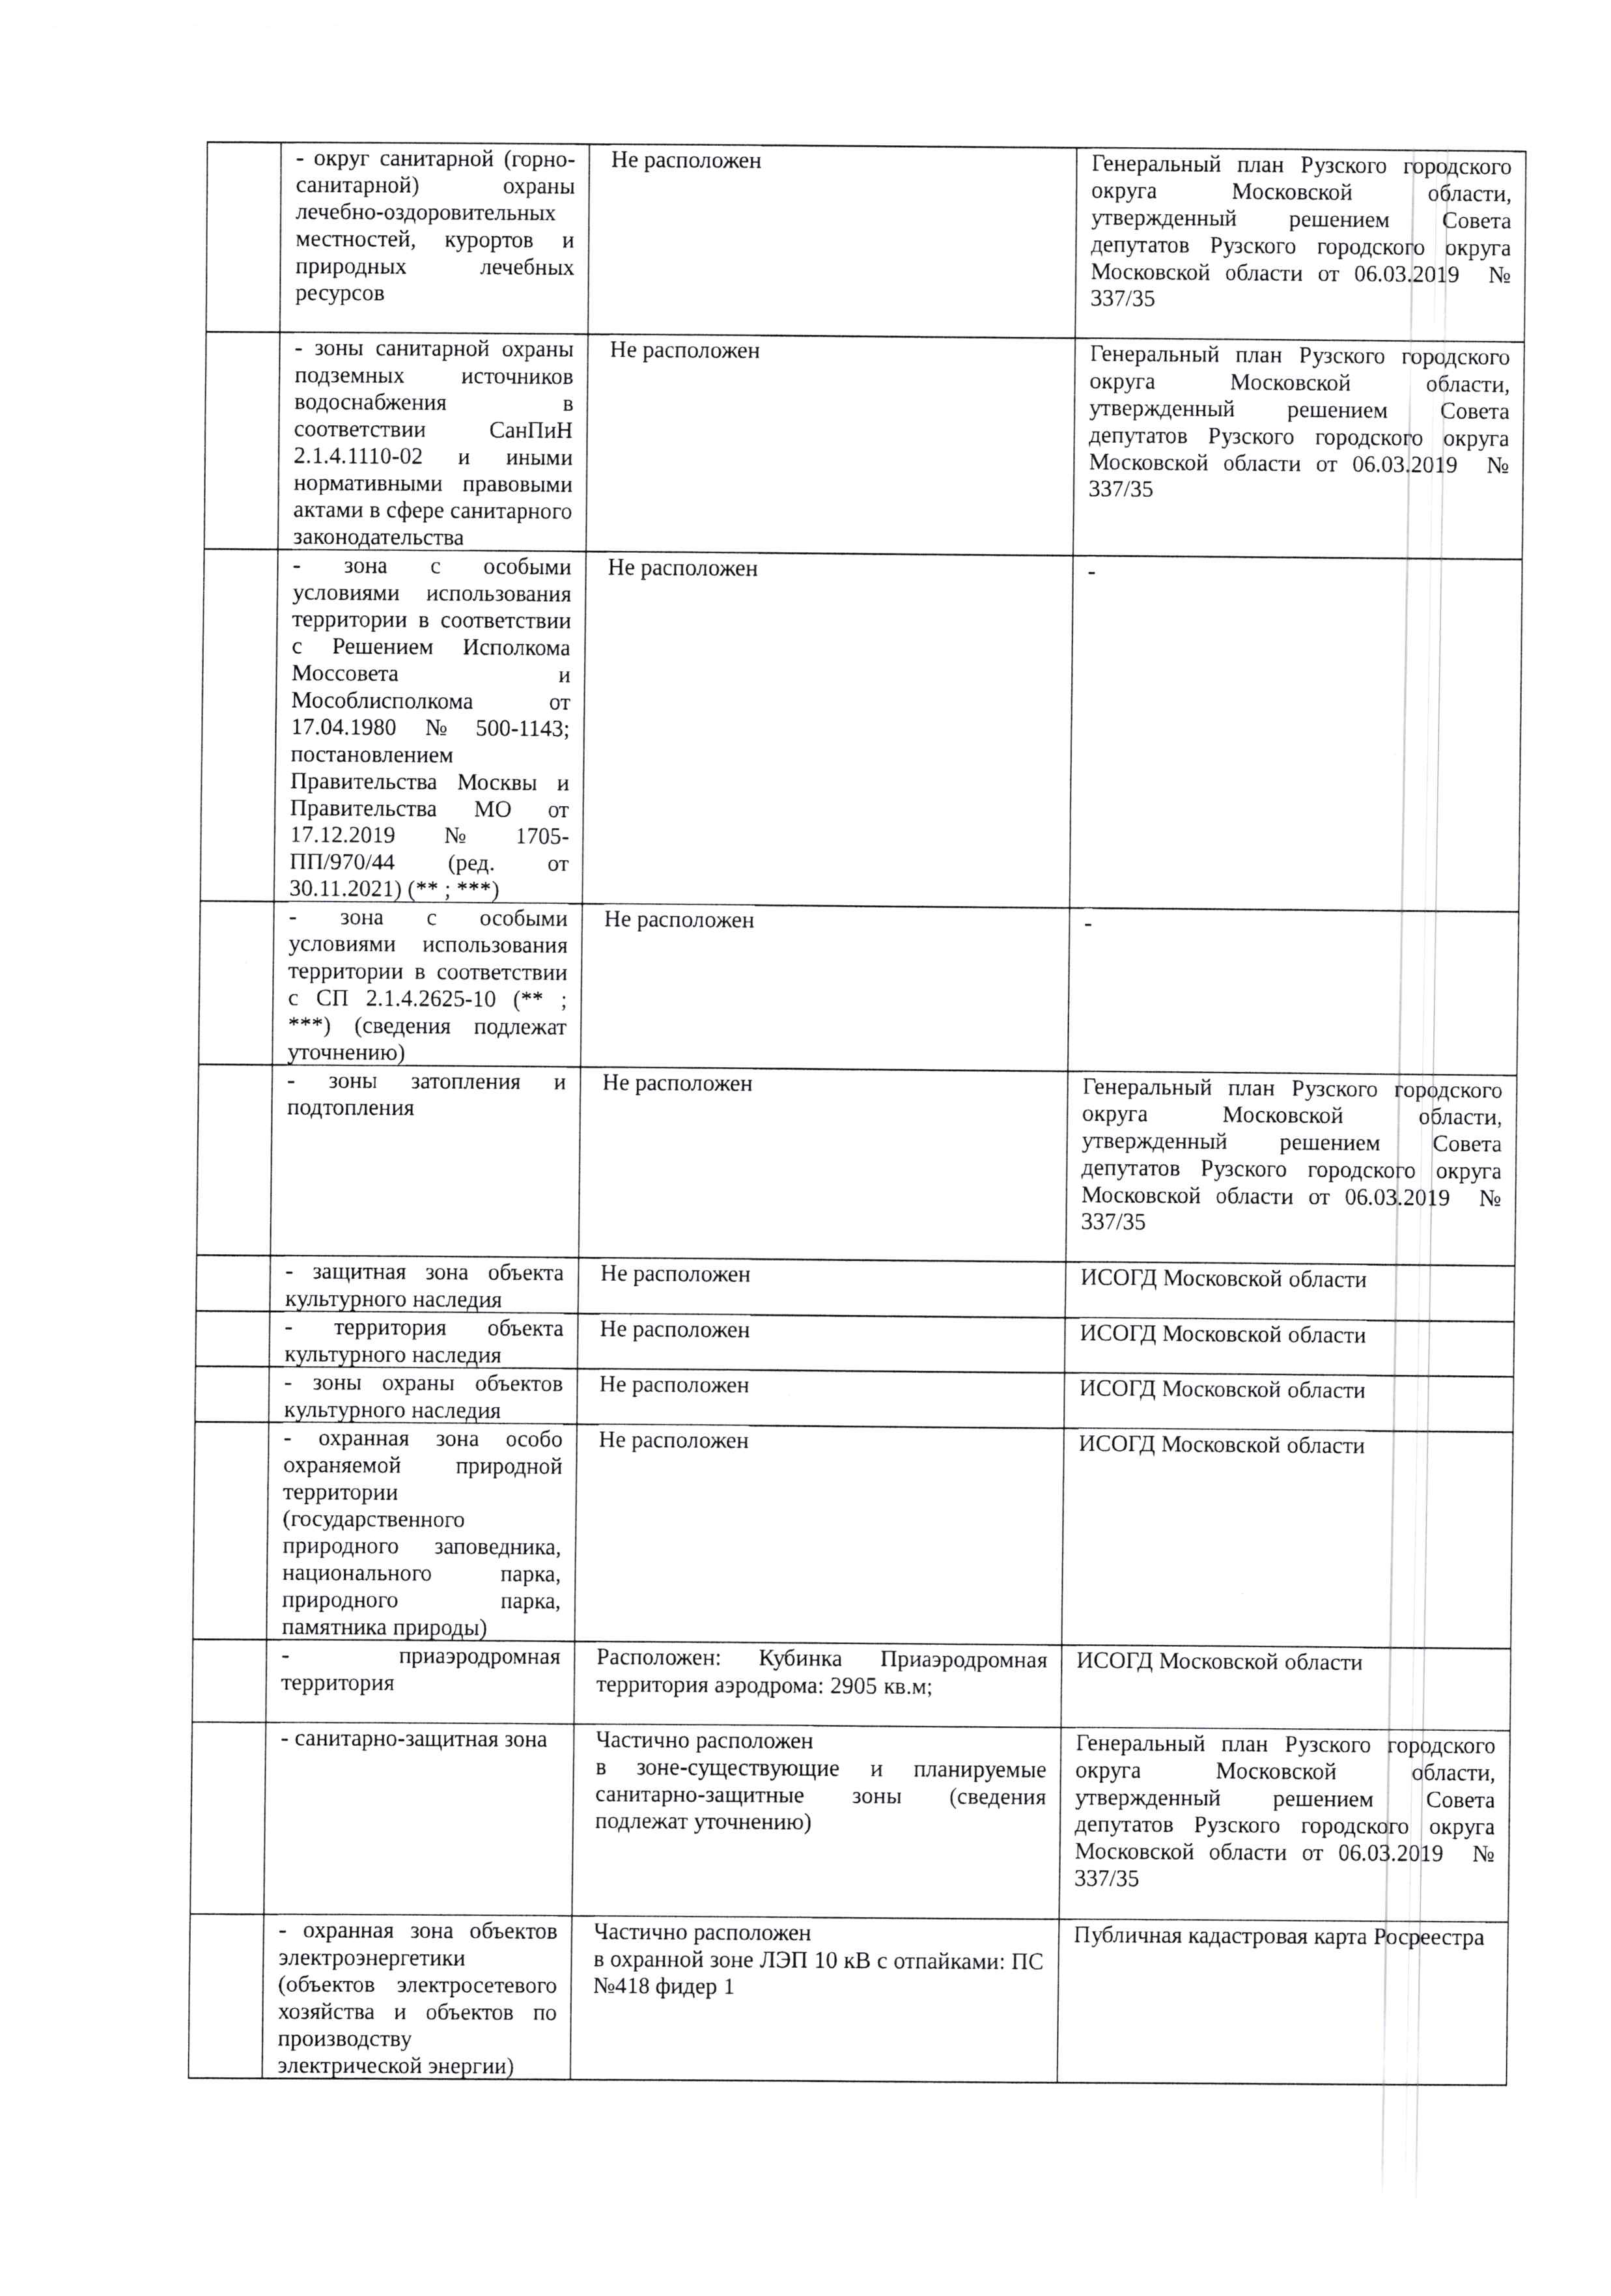 - округ санитарной (горно-
санитарной) охраны
лечебно-оздоровительных
местностей, курортов и
природных лечебных
ресурсов
Не расположен
Генеральный план Рузского городского
округа Московской области,
утвержденный решением Совета
депутатов Рузского городского округа
Московской области от 06.03.2019 №
337/35
- зоны санитарной охраны
подземных источников
водоснабжения в
соответствии СанПиН
2.1.4.1110-02 и иными
нормативными правовыми
актами в сфере санитарного
законодательства
Не расположен
Генеральный план Рузского городского
округа Московской области,
утвержденный решением Совета
депутатов Рузского городского округа
Московской области от 06.03.2019 №
337/35
- зона с особыми
условиями использования
территории в соответствии
с Решением Исполкома
Моссовета и
Мособлисполкома от
17.04.1980 № 500-1143;
постановлением
Правительства Москвы и
Правительства МО от
17.12.2019 № 1705-
ПП/970/44 (ред. от
30.11.2021) (** ; ***)
Не расположен
-
- зона с особыми
условиями использования
территории в соответствии
с СП 2.1.4.2625-10 (** ;
***) (сведения подлежат
уточнению)
Не расположен
-
- зоны затопления и
подтопления
Не расположен
Генеральный план Рузского городского
округа Московской области,
утвержденный решением Совета
депутатов Рузского городского округа
Московской области от 06.03.2019 №
337/35
- защитная зона объекта
культурного наследия
Не расположен
ИСОГД Московской области
- территория объекта
культурного наследия
Не расположен
ИСОГД Московской области
- зоны охраны объектов
культурного наследия
Не расположен
ИСОГД Московской области
- охранная зона особо
охраняемой природной
территории
(государственного
природного заповедника,
национального парка,
природного парка,
памятника природы)
Не расположен
ИСОГД Московской области
- приаэродромная
территория
Расположен: Кубинка Приаэродромная
территория аэродрома: 2905 кв.м;
ИСОГД Московской области
- санитарно-защитная зона
Частично расположен
в зоне-существующие и планируемые
санитарно-защитные зоны (сведения
подлежат уточнению)
Генеральный план Рузского городского
округа Московской области,
утвержденный решением Совета
депутатов Рузского городского округа
Московской области от 06.03.2019 №
337/35
- охранная зона объектов
электроэнергетики
(объектов электросетевого
хозяйства и объектов по
производству
электрической энергии)
Частично расположен
в охранной зоне ЛЭП 10 кВ с отпайками: ПС
№418 фидер 1
Публичная кадастровая карта Росреестра